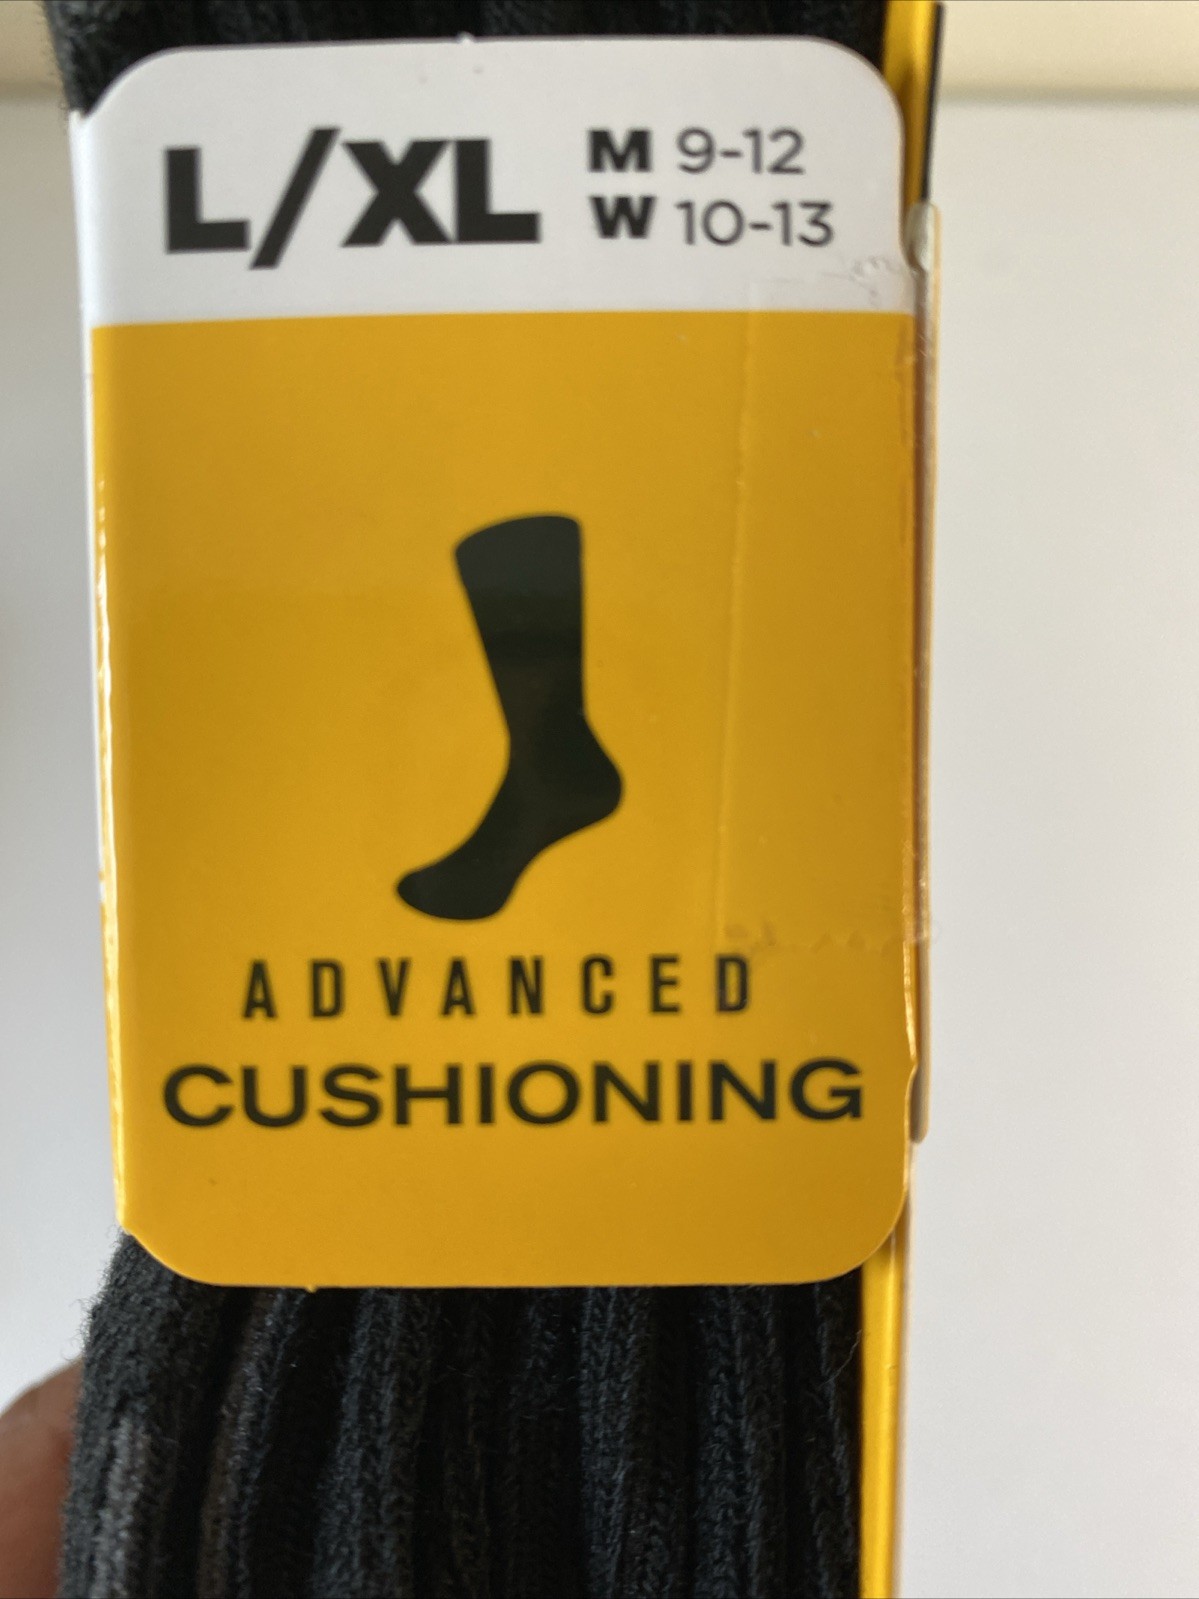 L/XL M 9-12
W 10-13
ADVANCED
CUSHIONING